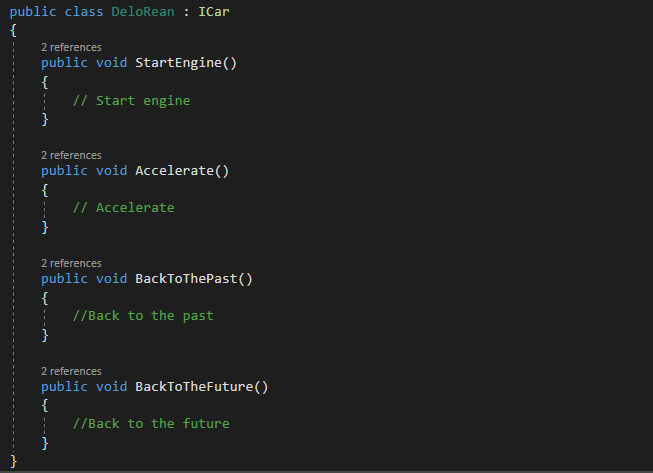 public class DeloRean : ICar
{
2 references
public void StartEngine()
{
// Start engine
}
2 references
public void Accelerate()
{
// Accelerate
}
2 references
public void BackToThePast()
{
//Back to the past
}
2 references
public void BackToTheFuture()
{
//Back to the future
}
}